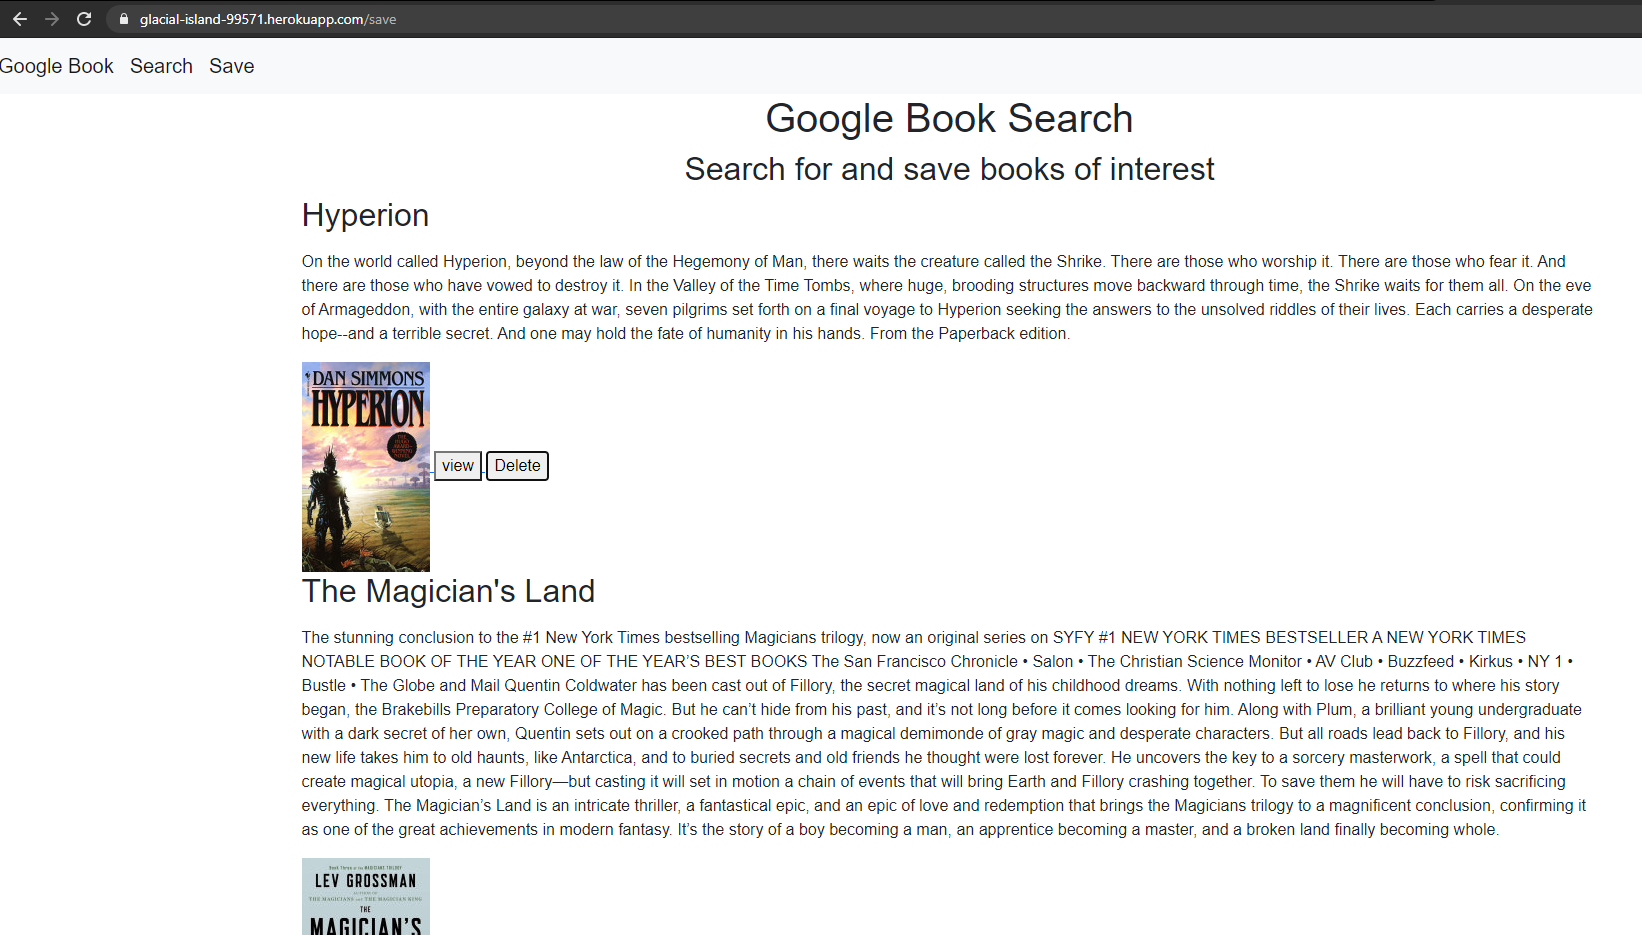 glacial-island-99571.herokuapp.com/save
Google Book Search Save
Google Book Search
Search for and save books of interest
Hyperion
On the world called Hyperion, beyond the law of the Hegemony of Man, there waits the creature called the Shrike. There are those who worship it. There are those who fear it. And
there are those who have vowed to destroy it. In the Valley of the Time Tombs, where huge, brooding structures move backward through time, the Shrike waits for them all. On the eve
of Armageddon, with the entire galaxy at war, seven pilgrims set forth on a final voyage to Hyperion seeking the answers to the unsolved riddles of their lives. Each carries a desperate
hope--and a terrible secret. And one may hold the fate of humanity in his hands. From the Paperback edition.
DAN SIMMONS
HYPERION
view Delete
The Magician's Land
The stunning conclusion to the #1 New York Times bestselling Magicians trilogy, now an original series on SYFY #1 NEW YORK TIMES BESTSELLER A NEW YORK TIMES
NOTABLE BOOK OF THE YEAR ONE OF THE YEAR’S BEST BOOKS The San Francisco Chronicle • Salon • The Christian Science Monitor • AV Club • Buzzfeed • Kirkus • NY 1 •
Bustle • The Globe and Mail Quentin Coldwater has been cast out of Fillory, the secret magical land of his childhood dreams. With nothing left to lose he returns to where his story
began, the Brakebills Preparatory College of Magic. But he can’t hide from his past, and it’s not long before it comes looking for him. Along with Plum, a brilliant young undergraduate
with a dark secret of her own, Quentin sets out on a crooked path through a magical demimonde of gray magic and desperate characters. But all roads lead back to Fillory, and his
new life takes him to old haunts, like Antarctica, and to buried secrets and old friends he thought were lost forever. He uncovers the key to a sorcery masterwork, a spell that could
create magical utopia, a new Fillory—but casting it will set in motion a chain of events that will bring Earth and Fillory crashing together. To save them he will have to risk sacrificing
everything. The Magician’s Land is an intricate thriller, a fantastical epic, and an epic of love and redemption that brings the Magicians trilogy to a magnificent conclusion, confirming it
as one of the great achievements in modern fantasy. It’s the story of a boy becoming a man, an apprentice becoming a master, and a broken land finally becoming whole.
Book Three of the MAGICIANS TRILOGY
LEV GROSSMAN
AUTHOR OF
THE MAGICIANS and THE MAGICIAN KING
THE
MAGICIAN'S